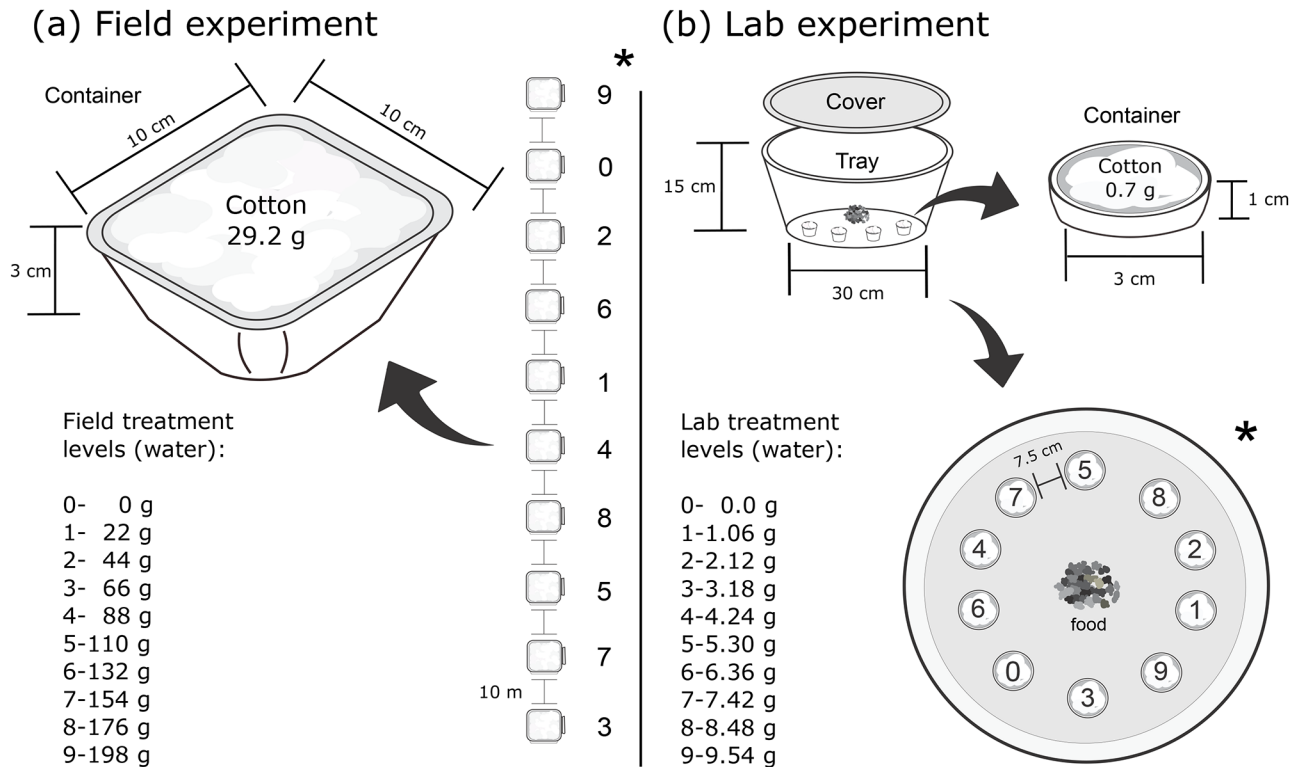 (a) Field experiment
Container
10 cm
10 cm
Cotton
29.2 g
3 cm
Field treatment
levels (water):
0- 0 g
1- 22 g
2- 44 g
3- 66 g
4- 88 g
5-110 g
6-132 g
7-154 g
8-176 g
9-198 g
*
9
0
2
6
1
4
8
5
7
10 m
3
(b) Lab experiment
Cover
Tray
15 cm
30 cm
Container
Cotton
0.7 g
1 cm
3 cm
Lab treatment
levels (water):
0- 0.0 g
1-1.06 g
2-2.12 g
3-3.18 g
4-4.24 g
5-5.30 g
6-6.36 g
7-7.42 g
8-8.48 g
9-9.54 g
*
7.5 cm
5
7
8
4
2
6
1
food
0
9
3